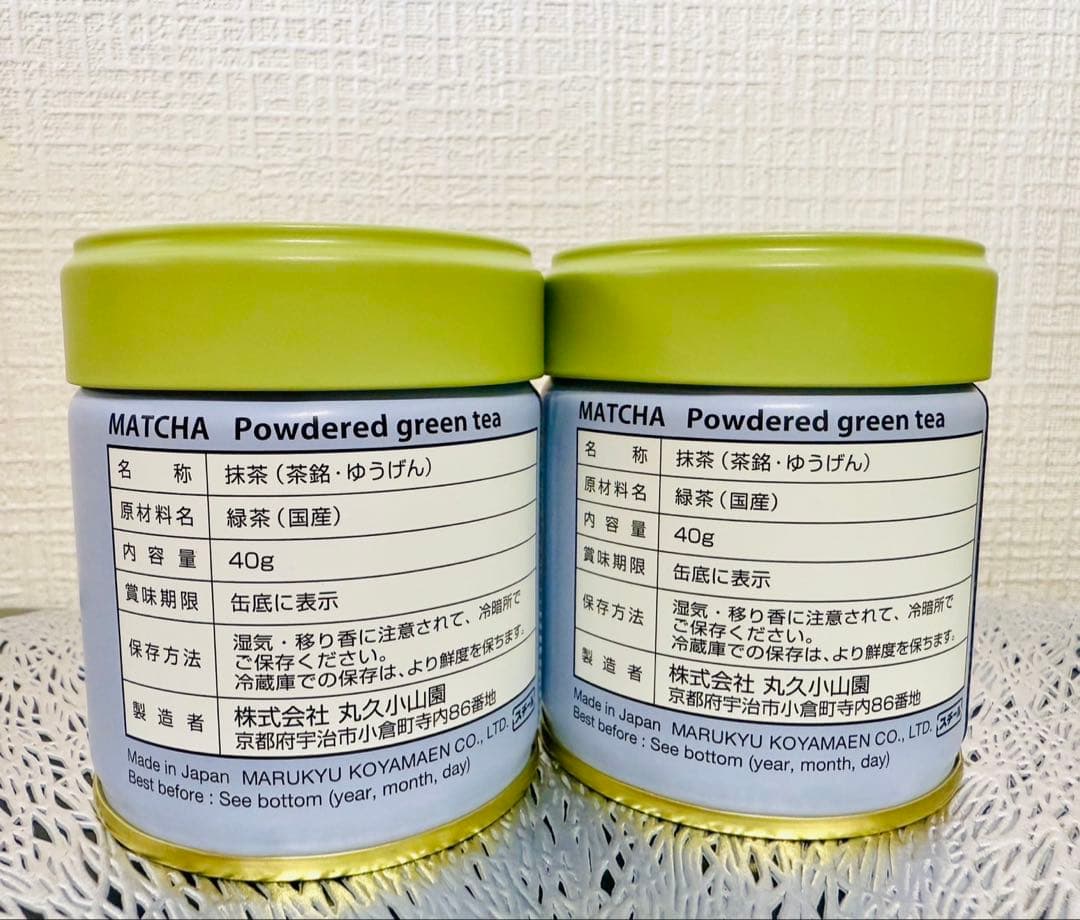 MATCHA Powdered green tea
名称 抹茶（茶銘・ゆうげん）
原材料名 緑茶（国産）
内容量 40g
賞味期限 缶底に表示
保存方法 湿気・移り香に注意されて、冷暗所で
ご保存ください。
冷蔵庫での保存は、より鮮度を保ちます。
製造者 株式会社 丸久小山園
京都府宇治市小倉町寺内86番地
Made in Japan MARUKYU KOYAMAEN CO., LTD. スチール
Best before : See bottom (year, month, day)
MATCHA Powdered green tea
名称 抹茶（茶銘・ゆうげん）
原材料名 緑茶（国産）
内容量 40g
賞味期限 缶底に表示
保存方法 湿気・移り香に注意されて、冷暗所で
ご保存ください。
冷蔵庫での保存は、より鮮度を保ちます。
製造者 株式会社 丸久小山園
京都府宇治市小倉町寺内86番地
Made in Japan MARUKYU KOYAMAEN CO., LTD. スチール
Best before : See bottom (year, month, day)